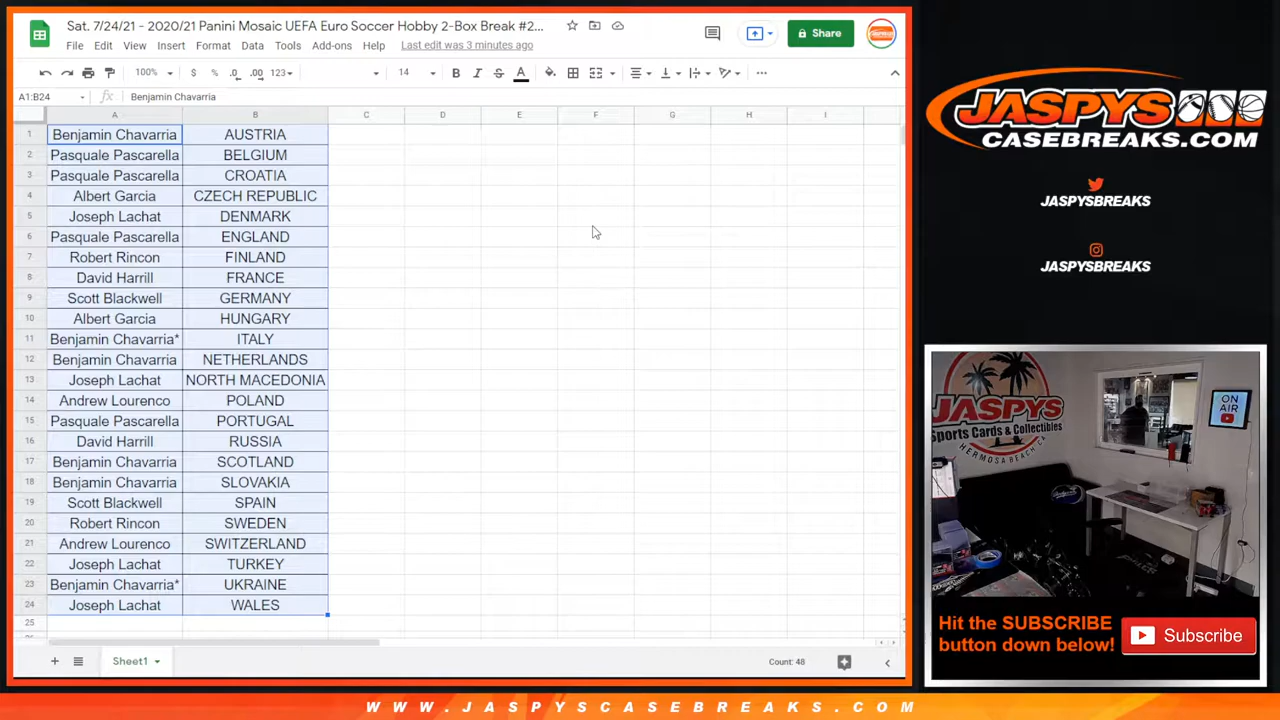 Sat. 7/24/21 - 2020/21 Panini Mosaic UEFA Euro Soccer Hobby 2-Box Break #2...
File Edit View Insert Format Data Tools Add-ons Help Last edit was 3 minutes ago
Share
100% $ % .0 .00 123 14 B I S A
A1:B24 fx Benjamin Chavarria
A B C D E F G H I
1 Benjamin Chavarria AUSTRIA
2 Pasquale Pascarella BELGIUM
3 Pasquale Pascarella CROATIA
4 Albert Garcia CZECH REPUBLIC
5 Joseph Lachat DENMARK
6 Pasquale Pascarella ENGLAND
7 Robert Rincon FINLAND
8 David Harrill FRANCE
9 Scott Blackwell GERMANY
10 Albert Garcia HUNGARY
11 Benjamin Chavarria* ITALY
12 Benjamin Chavarria NETHERLANDS
13 Joseph Lachat NORTH MACEDONIA
14 Andrew Lourenco POLAND
15 Pasquale Pascarella PORTUGAL
16 David Harrill RUSSIA
17 Benjamin Chavarria SCOTLAND
18 Benjamin Chavarria SLOVAKIA
19 Scott Blackwell SPAIN
20 Robert Rincon SWEDEN
21 Andrew Lourenco SWITZERLAND
22 Joseph Lachat TURKEY
23 Benjamin Chavarria* UKRAINE
24 Joseph Lachat WALES
25
Sheet1
Count: 48
JASPYS
CASEBREAKS.COM
JASPYSBREAKS
JASPYSBREAKS
JASPYS
Sports Cards & Collectibles
HERMOSA BEACH CA
ON
AIR
Hit the SUBSCRIBE
button down below!
Subscribe
WWW.JASPYSCASEBREAKS.COM